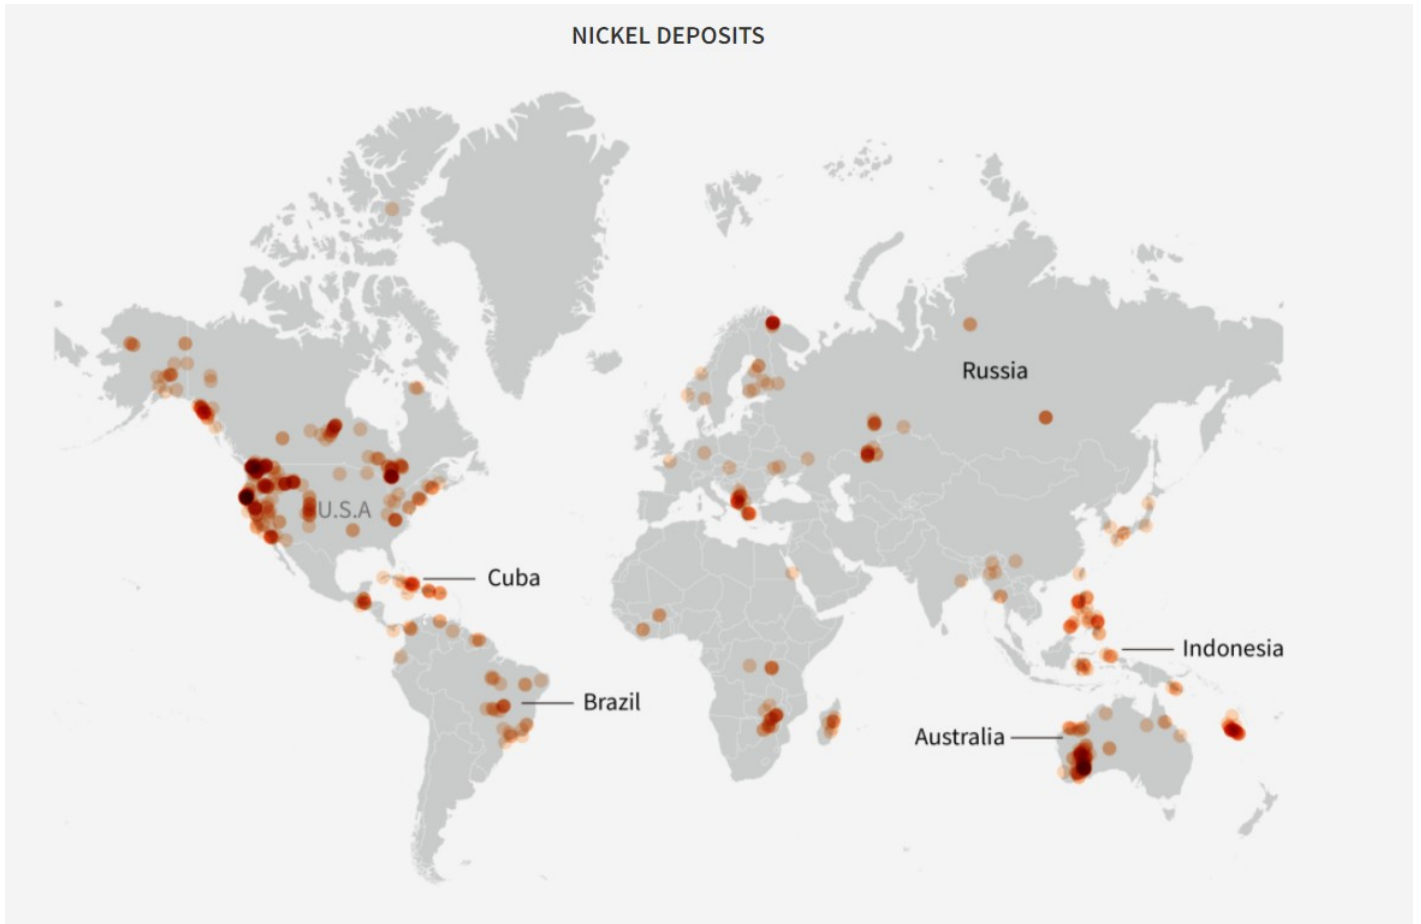 NICKEL DEPOSITS
Russia
U.S.A
Cuba
Indonesia
Brazil
Australia